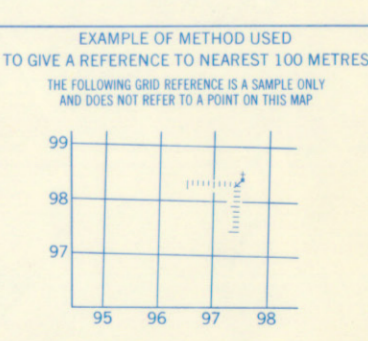 EXAMPLE OF METHOD USED
TO GIVE A REFERENCE TO NEAREST 100 METRES
THE FOLLOWING GRID REFERENCE IS A SAMPLE ONLY
AND DOES NOT REFER TO A POINT ON THIS MAP
99
98
97
95 96 97 98